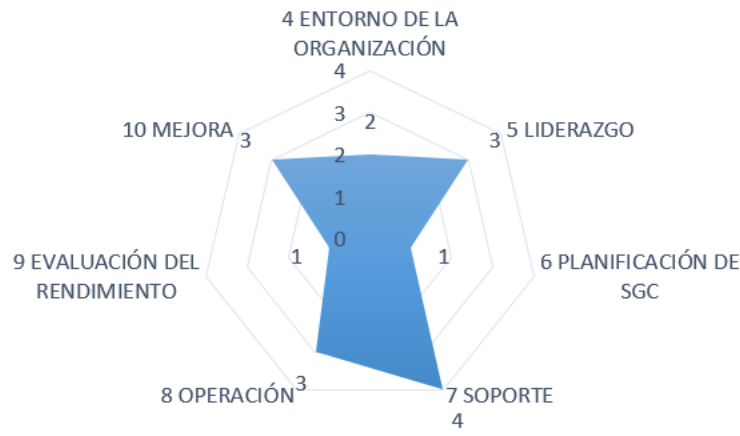 4 ENTORNO DE LA
ORGANIZACIÓN
4
3
2
2
1
0
10 MEJORA
3
3
5 LIDERAZGO
9 EVALUACIÓN DEL
RENDIMIENTO
1
1
6 PLANIFICACIÓN DE
SGC
8 OPERACIÓN
3
7 SOPORTE
4